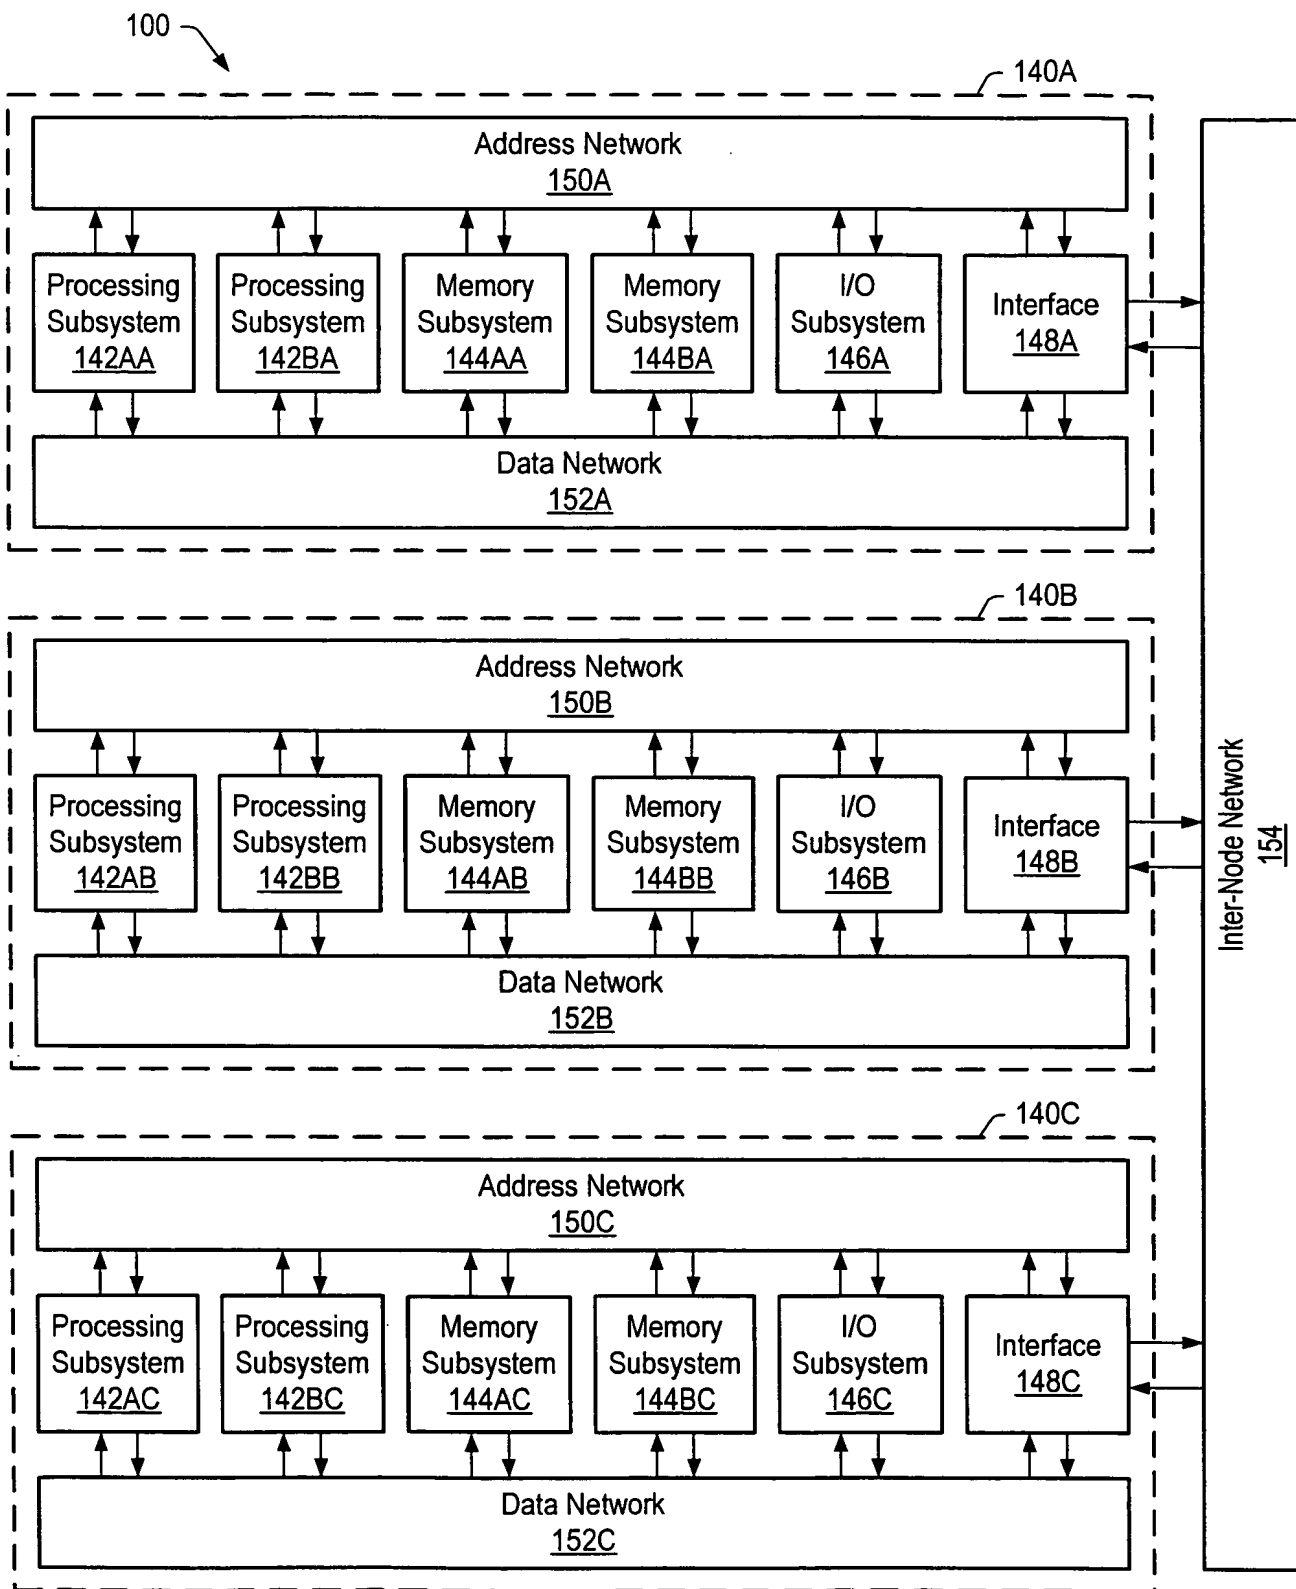 100
140A
Address Network
150A
Processing
Subsystem
142AA
Processing
Subsystem
142BA
Memory
Subsystem
144AA
Memory
Subsystem
144BA
I/O
Subsystem
146A
Interface
148A
Data Network
152A
140B
Address Network
150B
Processing
Subsystem
142AB
Processing
Subsystem
142BB
Memory
Subsystem
144AB
Memory
Subsystem
144BB
I/O
Subsystem
146B
Interface
148B
Data Network
152B
Inter-Node Network
154
140C
Address Network
150C
Processing
Subsystem
142AC
Processing
Subsystem
142BC
Memory
Subsystem
144AC
Memory
Subsystem
144BC
I/O
Subsystem
146C
Interface
148C
Data Network
152C